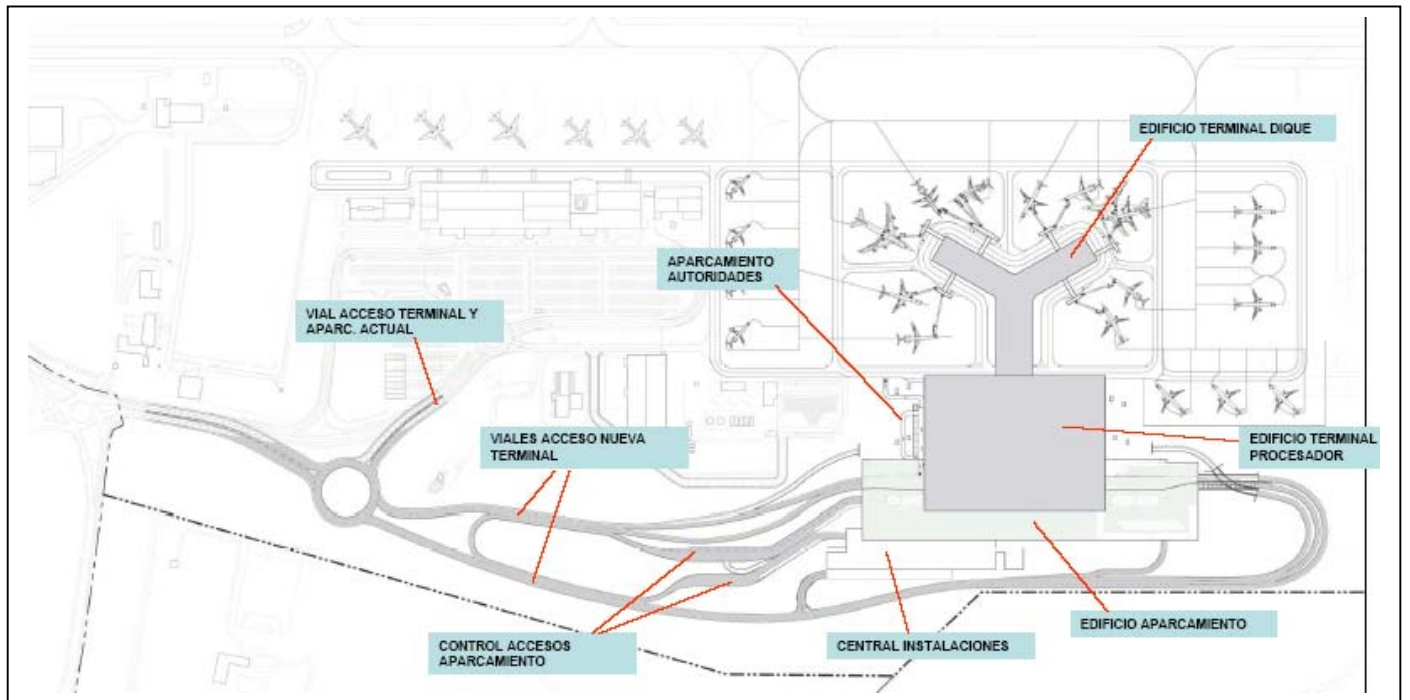 EDIFICIO TERMINAL DIQUE
APARCAMIENTO
AUTORIDADES
VIAL ACCESO TERMINAL Y
APARC. ACTUAL
VIALES ACCESO NUEVA
TERMINAL
EDIFICIO TERMINAL
PROCESADOR
CONTROL ACCESOS
APARCAMIENTO
CENTRAL INSTALACIONES
EDIFICIO APARCAMIENTO